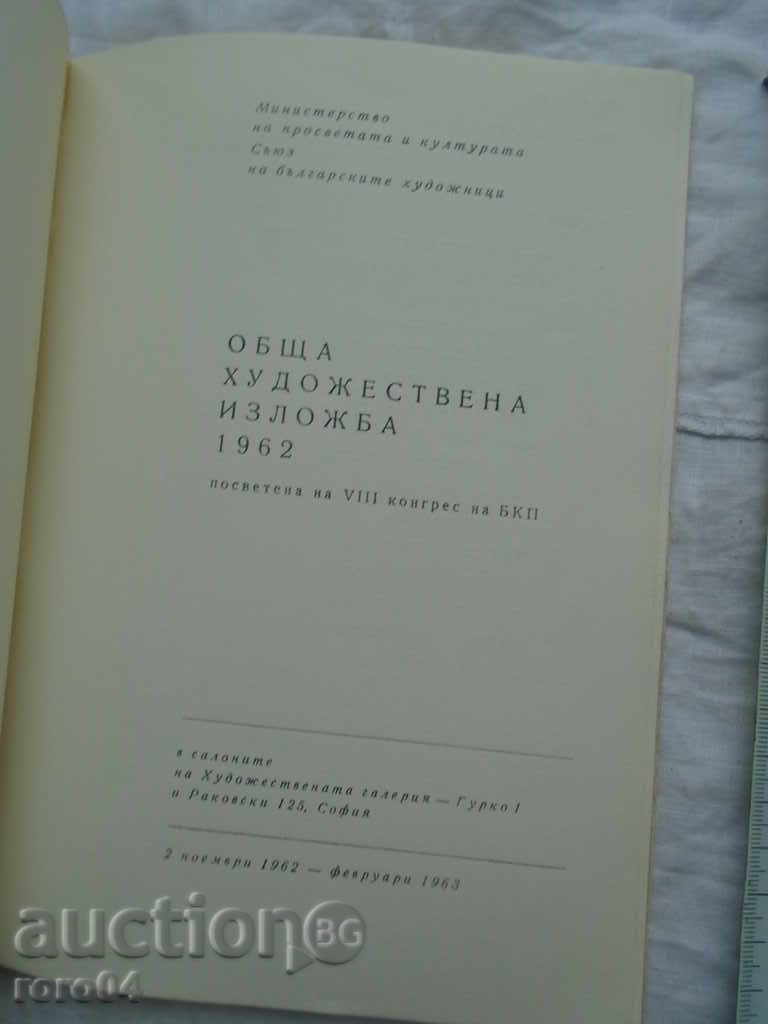 Министерство
на просветата и културата
Съюз
на българските художници
ОБЩА
ХУДОЖЕСТВЕНА
ИЗЛОЖБА
1962
посветена на VIII конгрес на БКП
в салоните
на Художествената галерия — Гурко 1
и Раковски 125, София
2 ноември 1962 — февруари 1963
auction BG
roro04